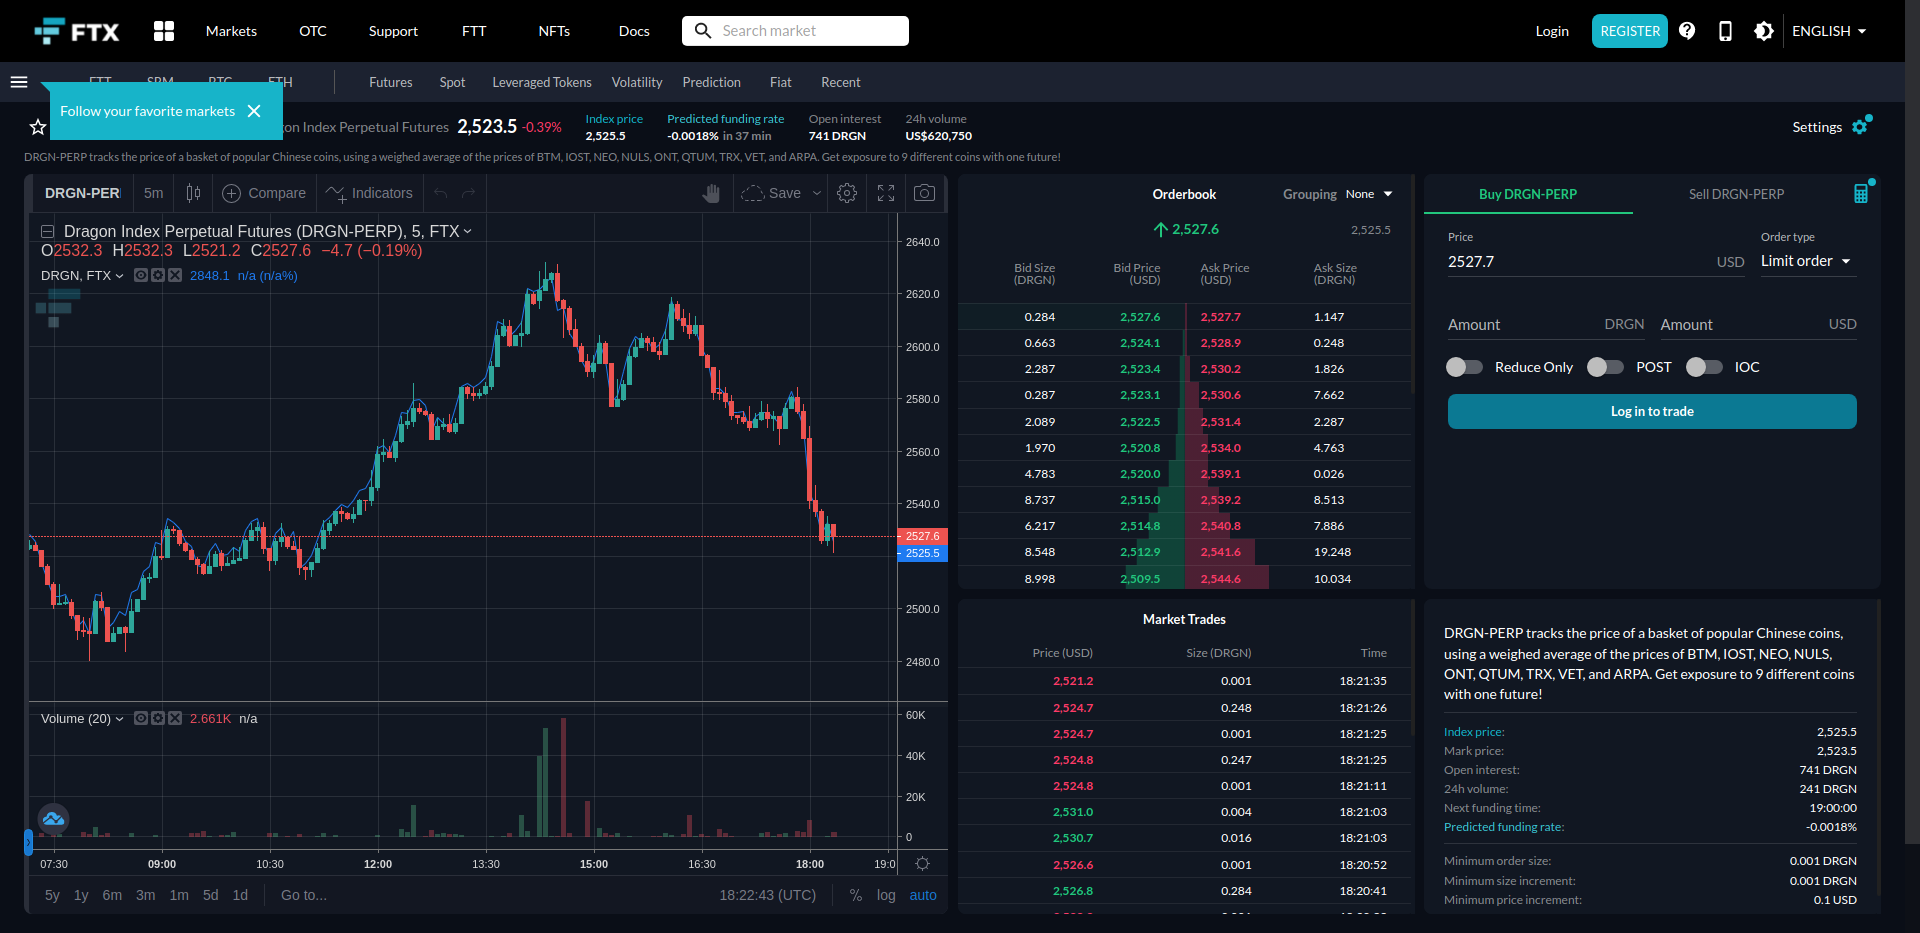 FTX
Markets
OTC
Support
FTT
NFTs
Docs
Search market
Login
REGISTER
ENGLISH
FTT
BTC
ETH
Futures
Spot
Leveraged Tokens
Volatility
Prediction
Fiat
Recent
Follow your favorite markets
Index Perpetual Futures
2,523.5 -0.39%
Index price
2,525.5
Predicted funding rate
-0.0018% in 37 min
Open interest
741 DRGN
24h volume
US$620,750
Settings
DRGN-PERP tracks the price of a basket of popular Chinese coins, using a weighed average of the prices of BTM, IOST, NEO, NULS, ONT, QTUM, TRX, VET, and ARPA. Get exposure to 9 different coins with one future!
DRGN-PER 5m Compare Indicators Save
Dragon Index Perpetual Futures (DRGN-PERP), 5, FTX
O2532.3 H2532.3 L2521.2 C2527.6 −4.7 (−0.19%)
DRGN, FTX 2848.1 n/a (n/a%)
2640.0
2620.0
2600.0
2580.0
2560.0
2540.0
2527.6
2525.5
2500.0
2480.0
Volume (20) 2.661K n/a
60K
40K
20K
0
07:30 09:00 10:30 12:00 13:30 15:00 16:30 18:00 19:0
5y 1y 6m 3m 1m 5d 1d Go to... 18:22:43 (UTC) % log auto
Orderbook
Grouping None
2,527.6
2,525.5
Bid Size (DRGN) Bid Price (USD) Ask Price (USD) Ask Size (DRGN)
0.284 2,527.6 2,527.7 1.147
0.663 2,524.1 2,528.9 0.248
2.287 2,523.4 2,530.2 1.826
0.287 2,523.1 2,530.6 7.662
2.089 2,522.5 2,531.4 2.287
1.970 2,520.8 2,534.0 4.763
4.783 2,520.0 2,539.1 0.026
8.737 2,515.0 2,539.2 8.513
6.217 2,514.8 2,540.8 7.886
8.548 2,512.9 2,541.6 19.248
8.998 2,509.5 2,544.6 10.034
Market Trades
Price (USD) Size (DRGN) Time
2,521.2 0.001 18:21:35
2,524.7 0.248 18:21:26
2,524.7 0.001 18:21:25
2,524.8 0.247 18:21:25
2,524.8 0.001 18:21:11
2,531.0 0.004 18:21:03
2,530.7 0.016 18:21:03
2,526.6 0.001 18:20:52
2,526.8 0.284 18:20:41
Buy DRGN-PERP
Sell DRGN-PERP
Price
2527.7 USD
Order type
Limit order
Amount DRGN
Amount USD
Reduce Only
POST
IOC
Log in to trade
DRGN-PERP tracks the price of a basket of popular Chinese coins,
using a weighed average of the prices of BTM, IOST, NEO, NULS,
ONT, QTUM, TRX, VET, and ARPA. Get exposure to 9 different coins
with one future!
Index price: 2,525.5
Mark price: 2,523.5
Open interest: 741 DRGN
24h volume: 241 DRGN
Next funding time: 19:00:00
Predicted funding rate: -0.0018%
Minimum order size: 0.001 DRGN
Minimum size increment: 0.001 DRGN
Minimum price increment: 0.1 USD